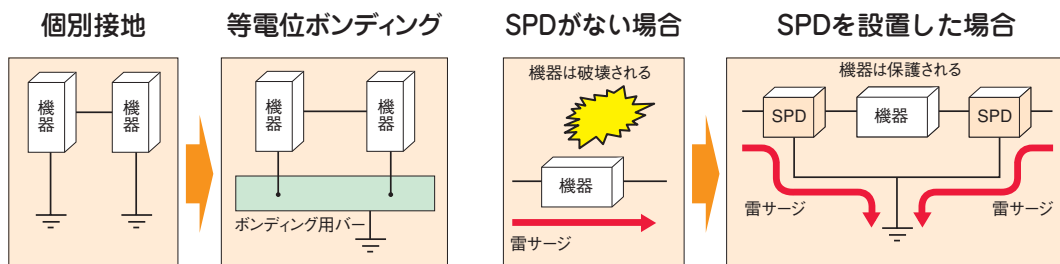 個別接地
機器
機器
等電位ボンディング
機器
機器
ボンディング用バー
SPDがない場合
機器は破壊される
機器
雷サージ
SPDを設置した場合
機器は保護される
SPD
機器
SPD
雷サージ
雷サージ